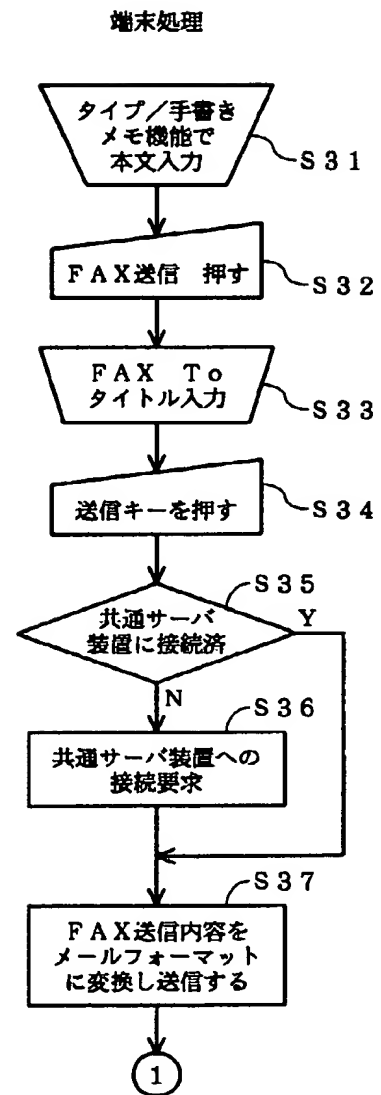 端末処理
タイプ／手書き
メモ機能で
本文入力
S31
FAX送信　押す
S32
FAX　To
タイトル入力
S33
送信キーを押す
S34
S35
共通サーバ
装置に接続済
Y
N
S36
共通サーバ装置への
接続要求
S37
FAX送信内容を
メールフォーマット
に変換し送信する
1